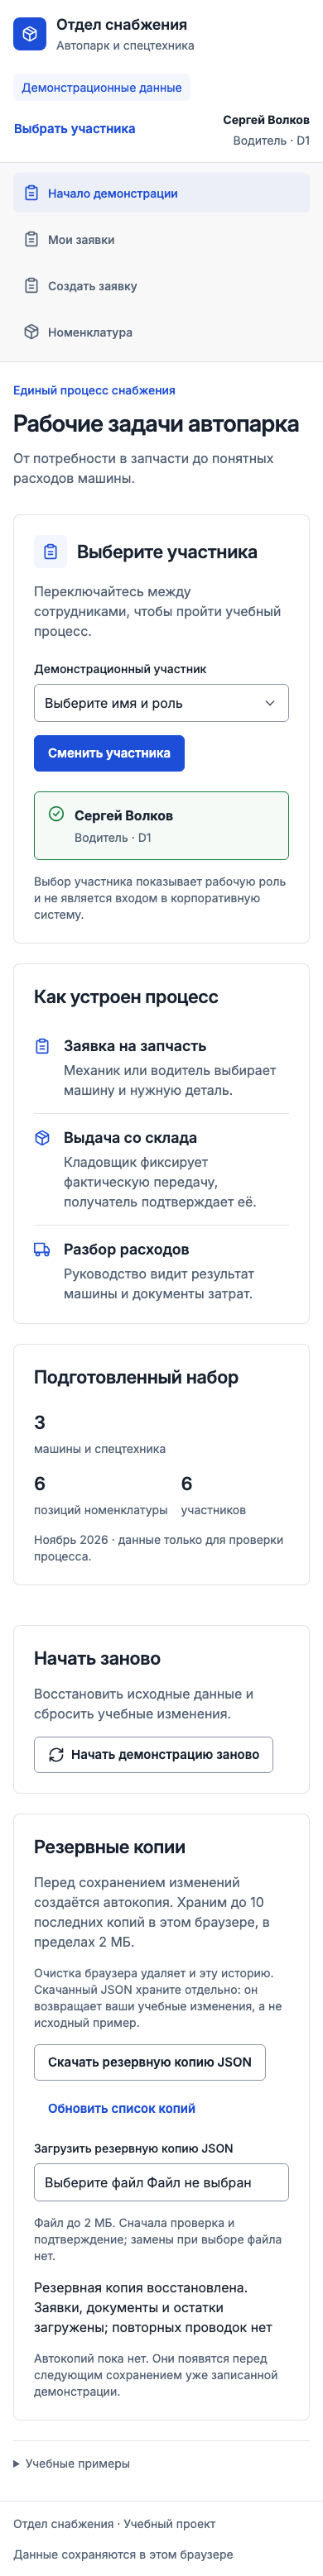 Отдел снабжения
Автопарк и спецтехника
Демонстрационные данные
Выбрать участника
Сергей Волков
Водитель · D1
Начало демонстрации
Мои заявки
Создать заявку
Номенклатура
Единый процесс снабжения
Рабочие задачи автопарка
От потребности в запчасти до понятных
расходов машины.
Выберите участника
Переключайтесь между
сотрудниками, чтобы пройти учебный
процесс.
Демонстрационный участник
Выберите имя и роль
Сменить участника
Сергей Волков
Водитель · D1
Выбор участника показывает рабочую роль
и не является входом в корпоративную
систему.
Как устроен процесс
Заявка на запчасть
Механик или водитель выбирает
машину и нужную деталь.
Выдача со склада
Кладовщик фиксирует
фактическую передачу,
получатель подтверждает её.
Разбор расходов
Руководство видит результат
машины и документы затрат.
Подготовленный набор
3
машины и спецтехника
6
позиций номенклатуры
6
участников
Ноябрь 2026 · данные только для проверки
процесса.
Начать заново
Восстановить исходные данные и
сбросить учебные изменения.
Начать демонстрацию заново
Резервные копии
Перед сохранением изменений
создаётся автокопия. Храним до 10
последних копий в этом браузере, в
пределах 2 МБ.
Очистка браузера удаляет и эту историю.
Скачанный JSON храните отдельно: он
возвращает ваши учебные изменения, а не
исходный пример.
Скачать резервную копию JSON
Обновить список копий
Загрузить резервную копию JSON
Выберите файл Файл не выбран
Файл до 2 МБ. Сначала проверка и
подтверждение; замены при выборе файла
нет.
Резервная копия восстановлена.
Заявки, документы и остатки
загружены; повторных проводок нет
Автокопий пока нет. Они появятся перед
следующим сохранением уже записанной
демонстрации.
Учебные примеры
Отдел снабжения · Учебный проект
Данные сохраняются в этом браузере